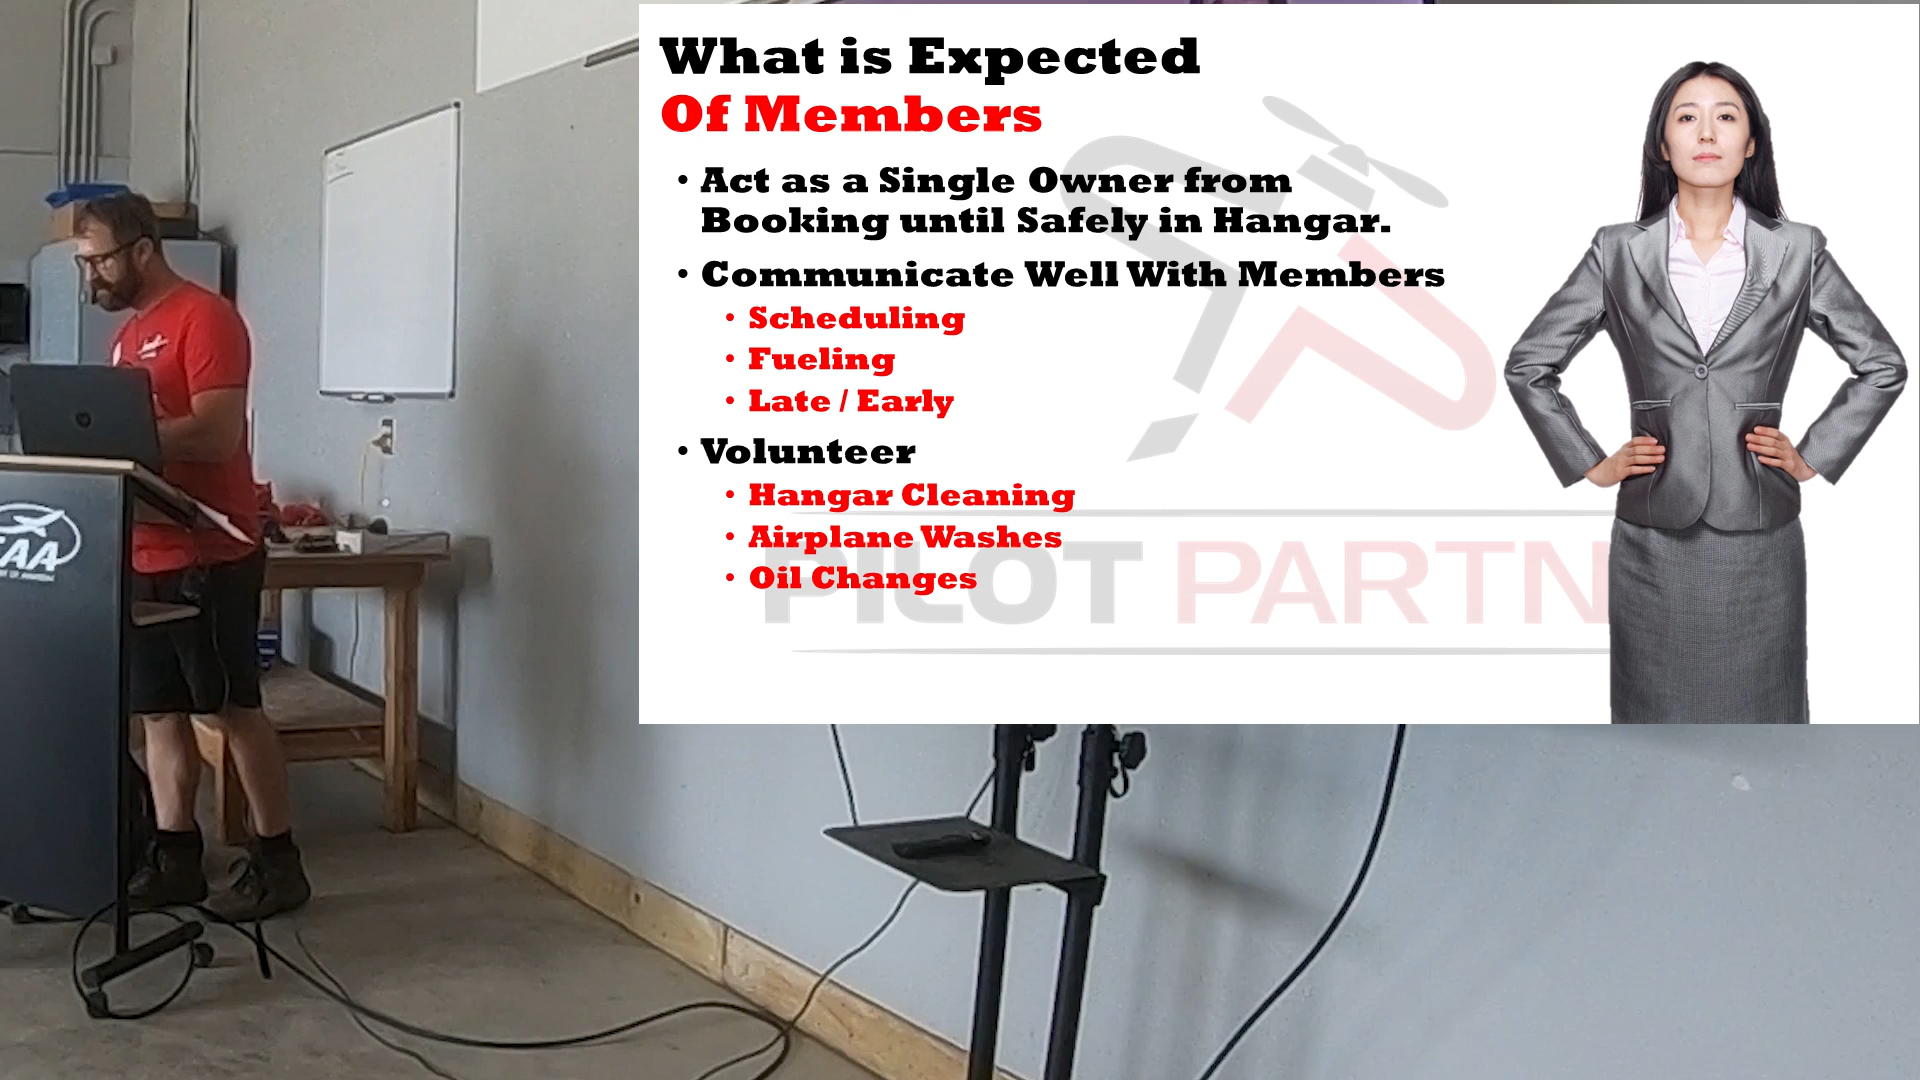 What is Expected
Of Members
• Act as a Single Owner from
Booking until Safely in Hangar.
• Communicate Well With Members
• Scheduling
• Fueling
• Late / Early
• Volunteer
• Hangar Cleaning
• Airplane Washes
• Oil Changes
PILOT PARTN
EAA